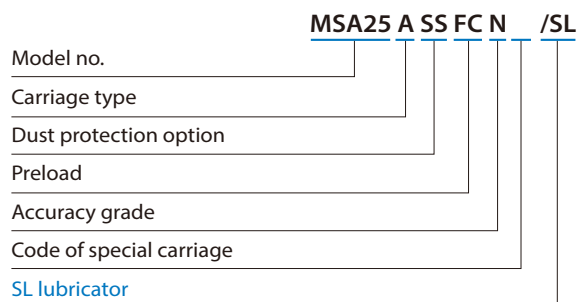 MSA25 A SS FC N /SL
Model no.
Carriage type
Dust protection option
Preload
Accuracy grade
Code of special carriage
SL lubricator